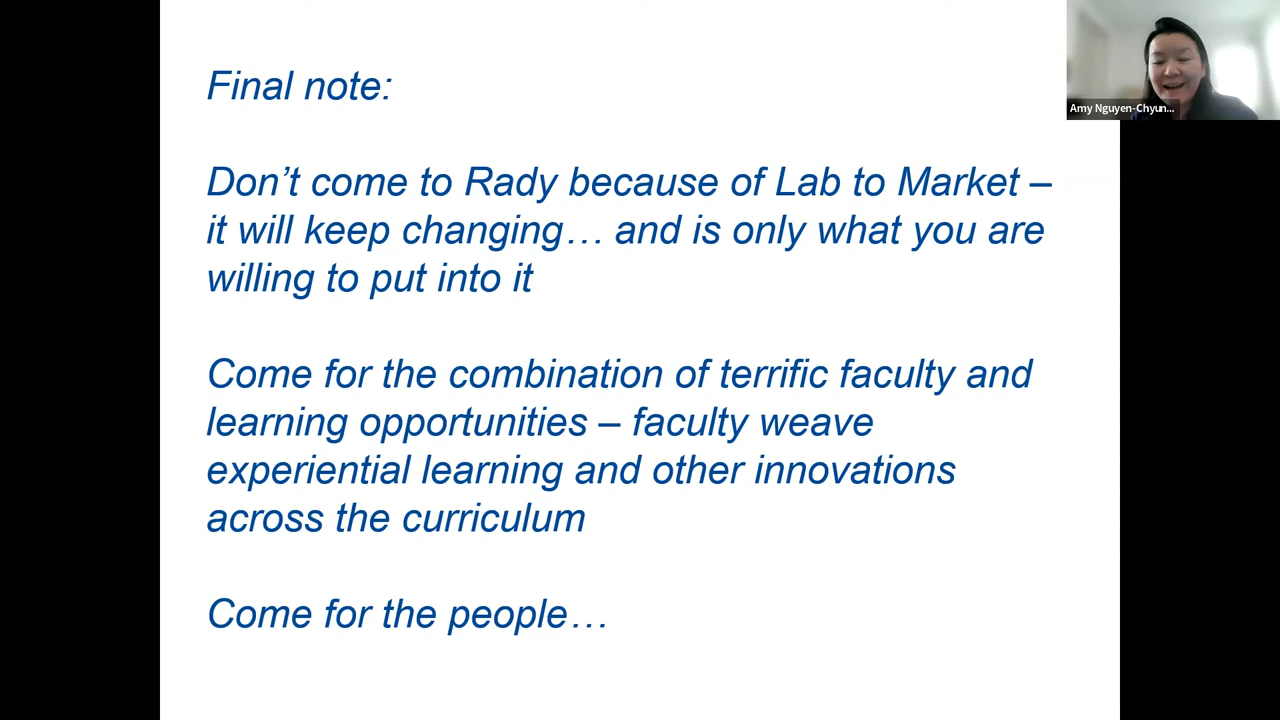 Final note:
Don’t come to Rady because of Lab to Market –
it will keep changing… and is only what you are
willing to put into it
Come for the combination of terrific faculty and
learning opportunities – faculty weave
experiential learning and other innovations
across the curriculum
Come for the people…
Amy Nguyen-Chyun...